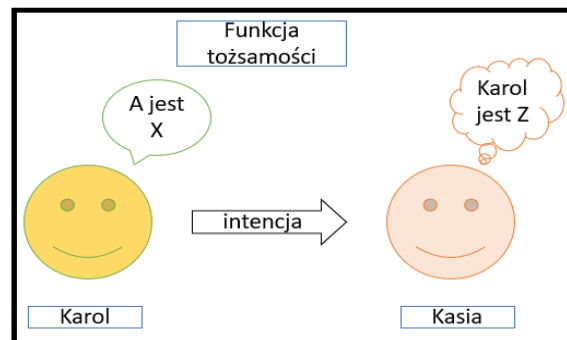 Funkcja
tożsamości
A jest
X
Karol
jest Z
intencja
Karol
Kasia